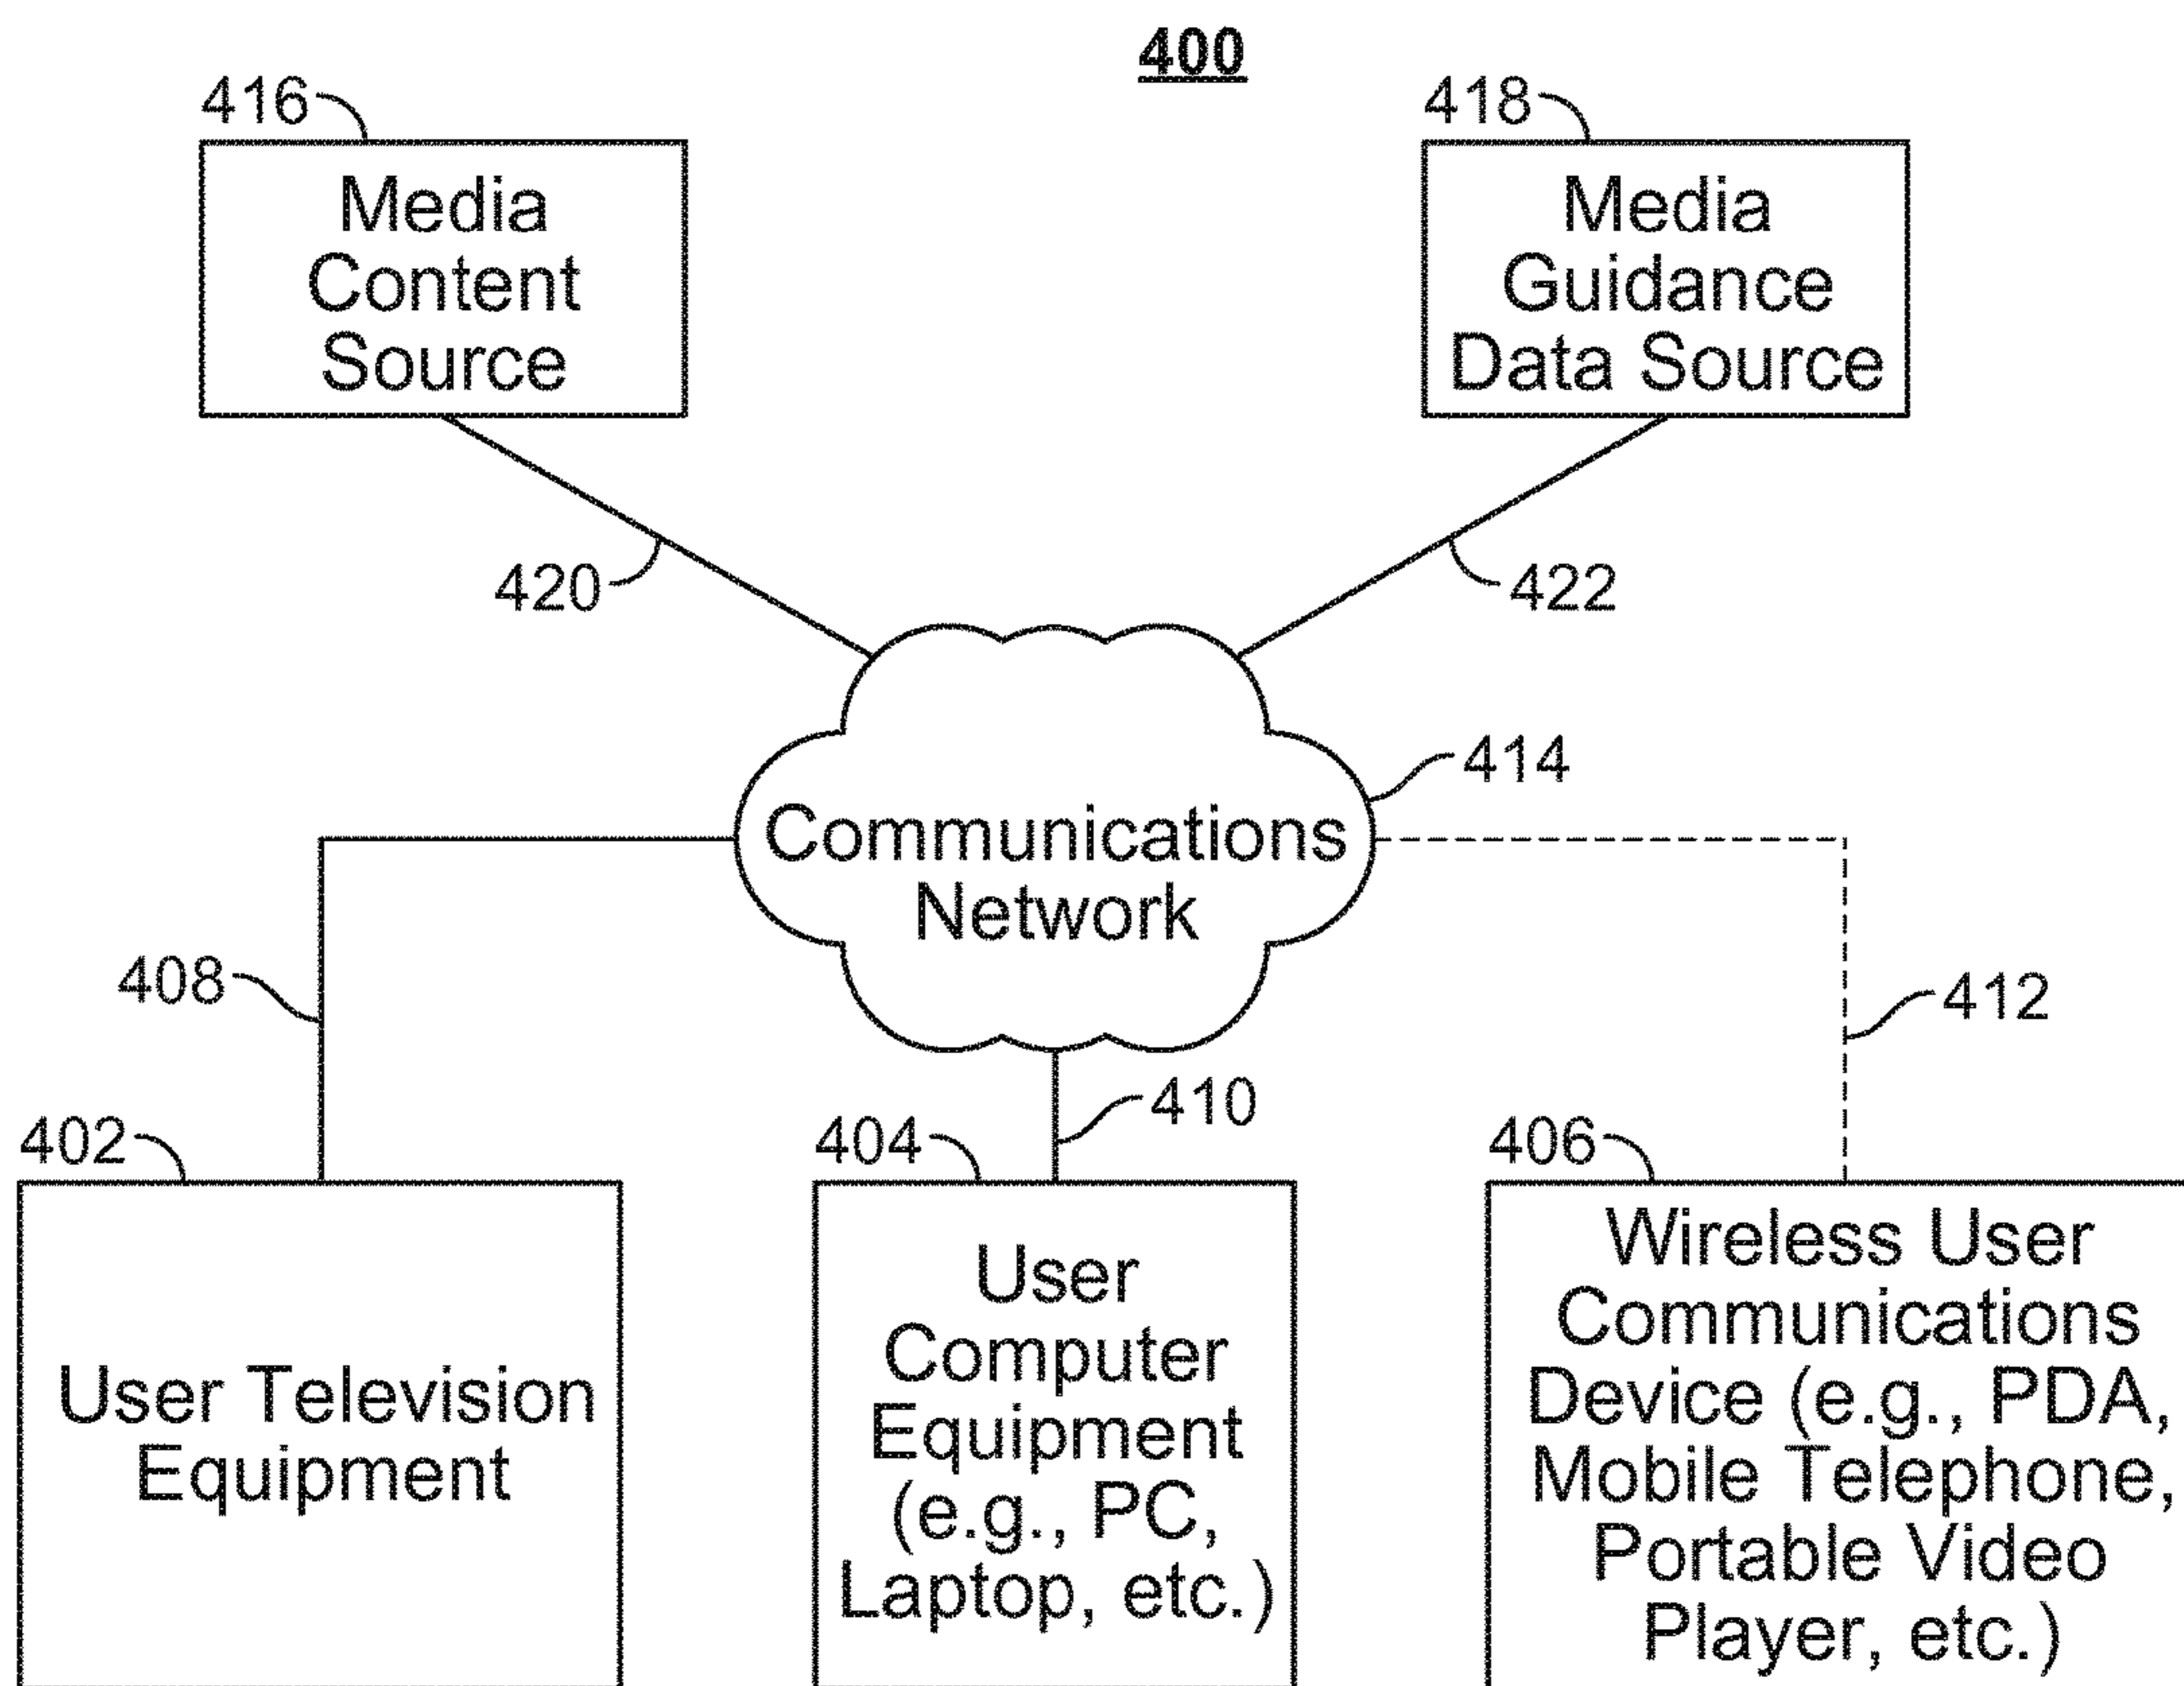 400
416
418
Media
Content
Source
Media
Guidance
Data Source
420
422
414
Communications
Network
408
412
410
402
404
406
User Television
Equipment
User
Computer
Equipment
(e.g., PC,
Laptop, etc.)
Wireless User
Communications
Device (e.g., PDA,
Mobile Telephone,
Portable Video
Player, etc.)